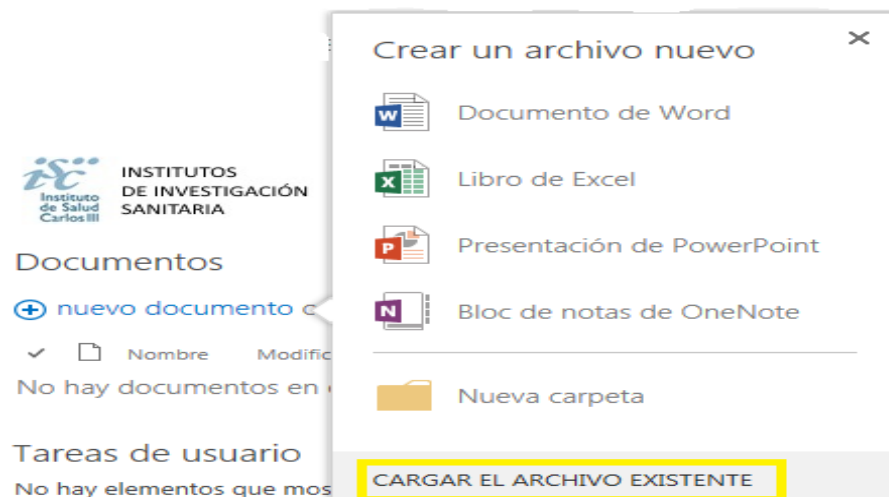 Crear un archivo nuevo
Documento de Word
Libro de Excel
Presentación de PowerPoint
Bloc de notas de OneNote
Nueva carpeta
CARGAR EL ARCHIVO EXISTENTE
isc
Instituto
de Salud
Carlos III
INSTITUTOS
DE INVESTIGACIÓN
SANITARIA
Documentos
nuevo documento
Nombre
No hay documentos en
Tareas de usuario
No hay elementos que